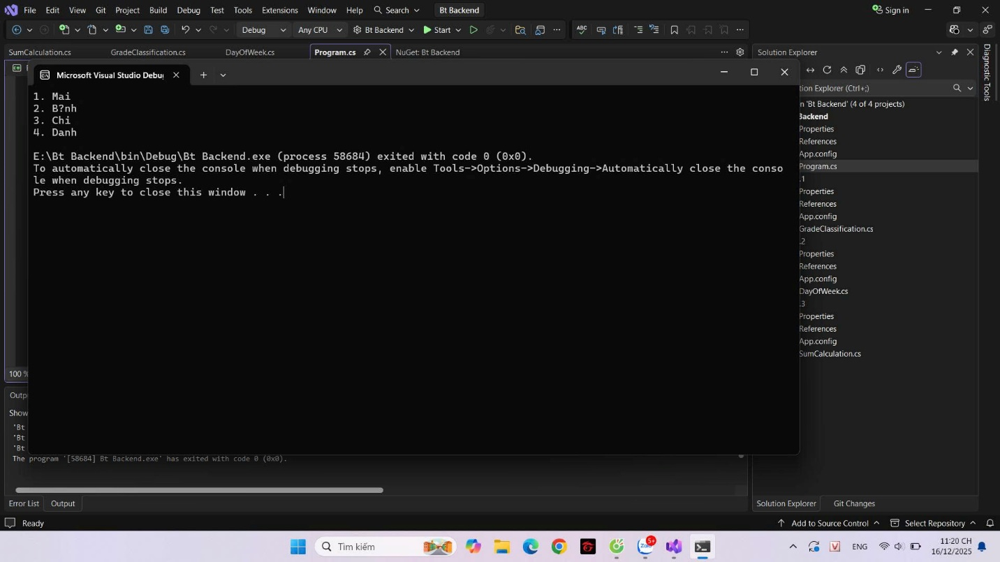 File Edit View Git Project Build Debug Test Tools Extensions Window Help Search Bt Backend Sign in
Debug Any CPU Bt Backend Start
SumCalculation.cs GradeClassification.cs DayOfWeek.cs Program.cs NuGet: Bt Backend Solution Explorer
Microsoft Visual Studio Debu
1. Mai
2. B?nh
3. Chi
4. Danh
E:\Bt Backend\bin\Debug\Bt Backend.exe (process 58684) exited with code 0 (0x0).
To automatically close the console when debugging stops, enable Tools->Options->Debugging->Automatically close the conso
le when debugging stops.
Press any key to close this window . . .
tion Explorer (Ctrl+;)
n 'Bt Backend' (4 of 4 projects)
Backend
Properties
References
App.config
Program.cs
.1
Properties
References
App.config
GradeClassification.cs
.2
Properties
References
App.config
DayOfWeek.cs
.3
Properties
References
App.config
SumCalculation.cs
Diagnostic Tools
100 %
Outpu
Show
'Bt
'Bt
'Bt
The program '[58684] Bt Backend.exe' has exited with code 0 (0x0).
Error List Output Solution Explorer Git Changes
Ready Add to Source Control Select Repository
Tìm kiếm ENG 11:20 CH
16/12/2025